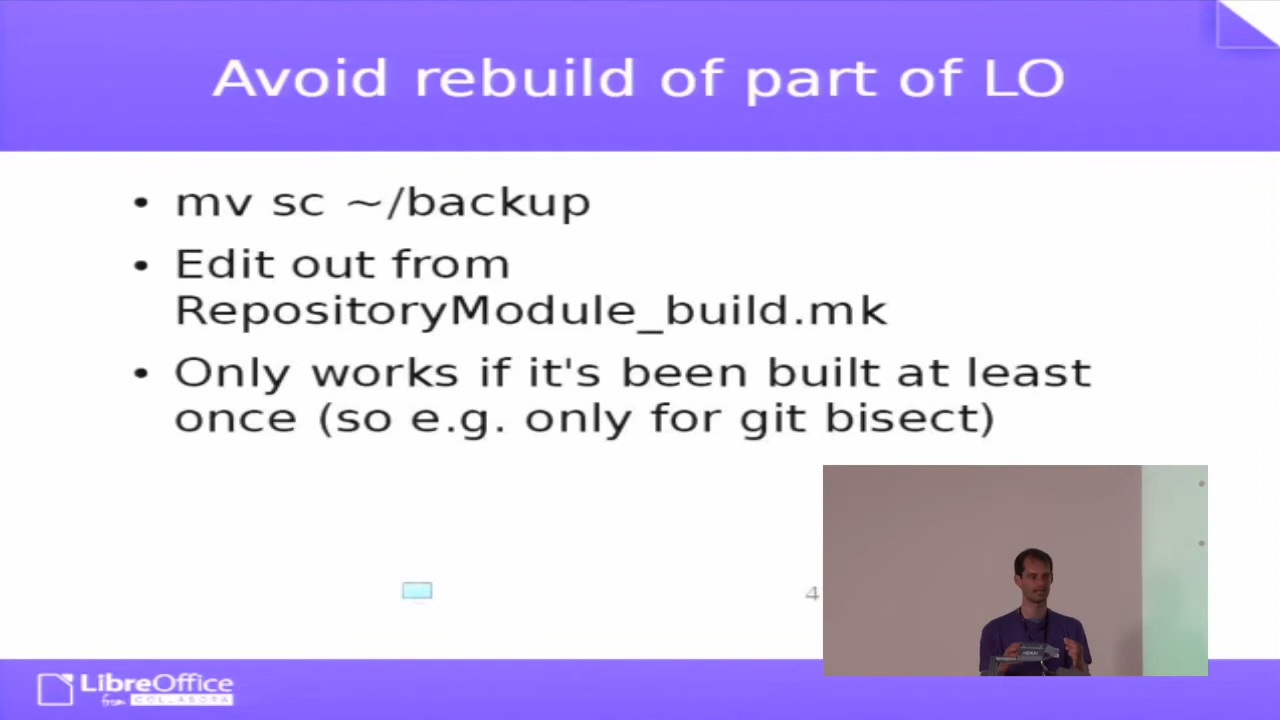 Avoid rebuild of part of LO
• mv sc ~/backup
• Edit out from
RepositoryModule_build.mk
• Only works if it's been built at least
once (so e.g. only for git bisect)
4
LibreOffice
from COLLABORA